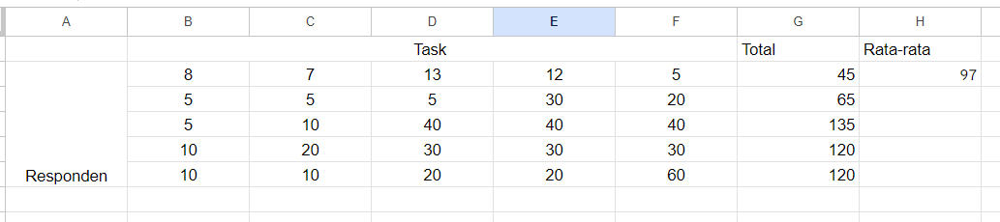 A B C D E F G H
Task Total Rata-rata
8 7 13 12 5 45 97
5 5 5 30 20 65
5 10 40 40 40 135
10 20 30 30 30 120
Responden 10 10 20 20 60 120